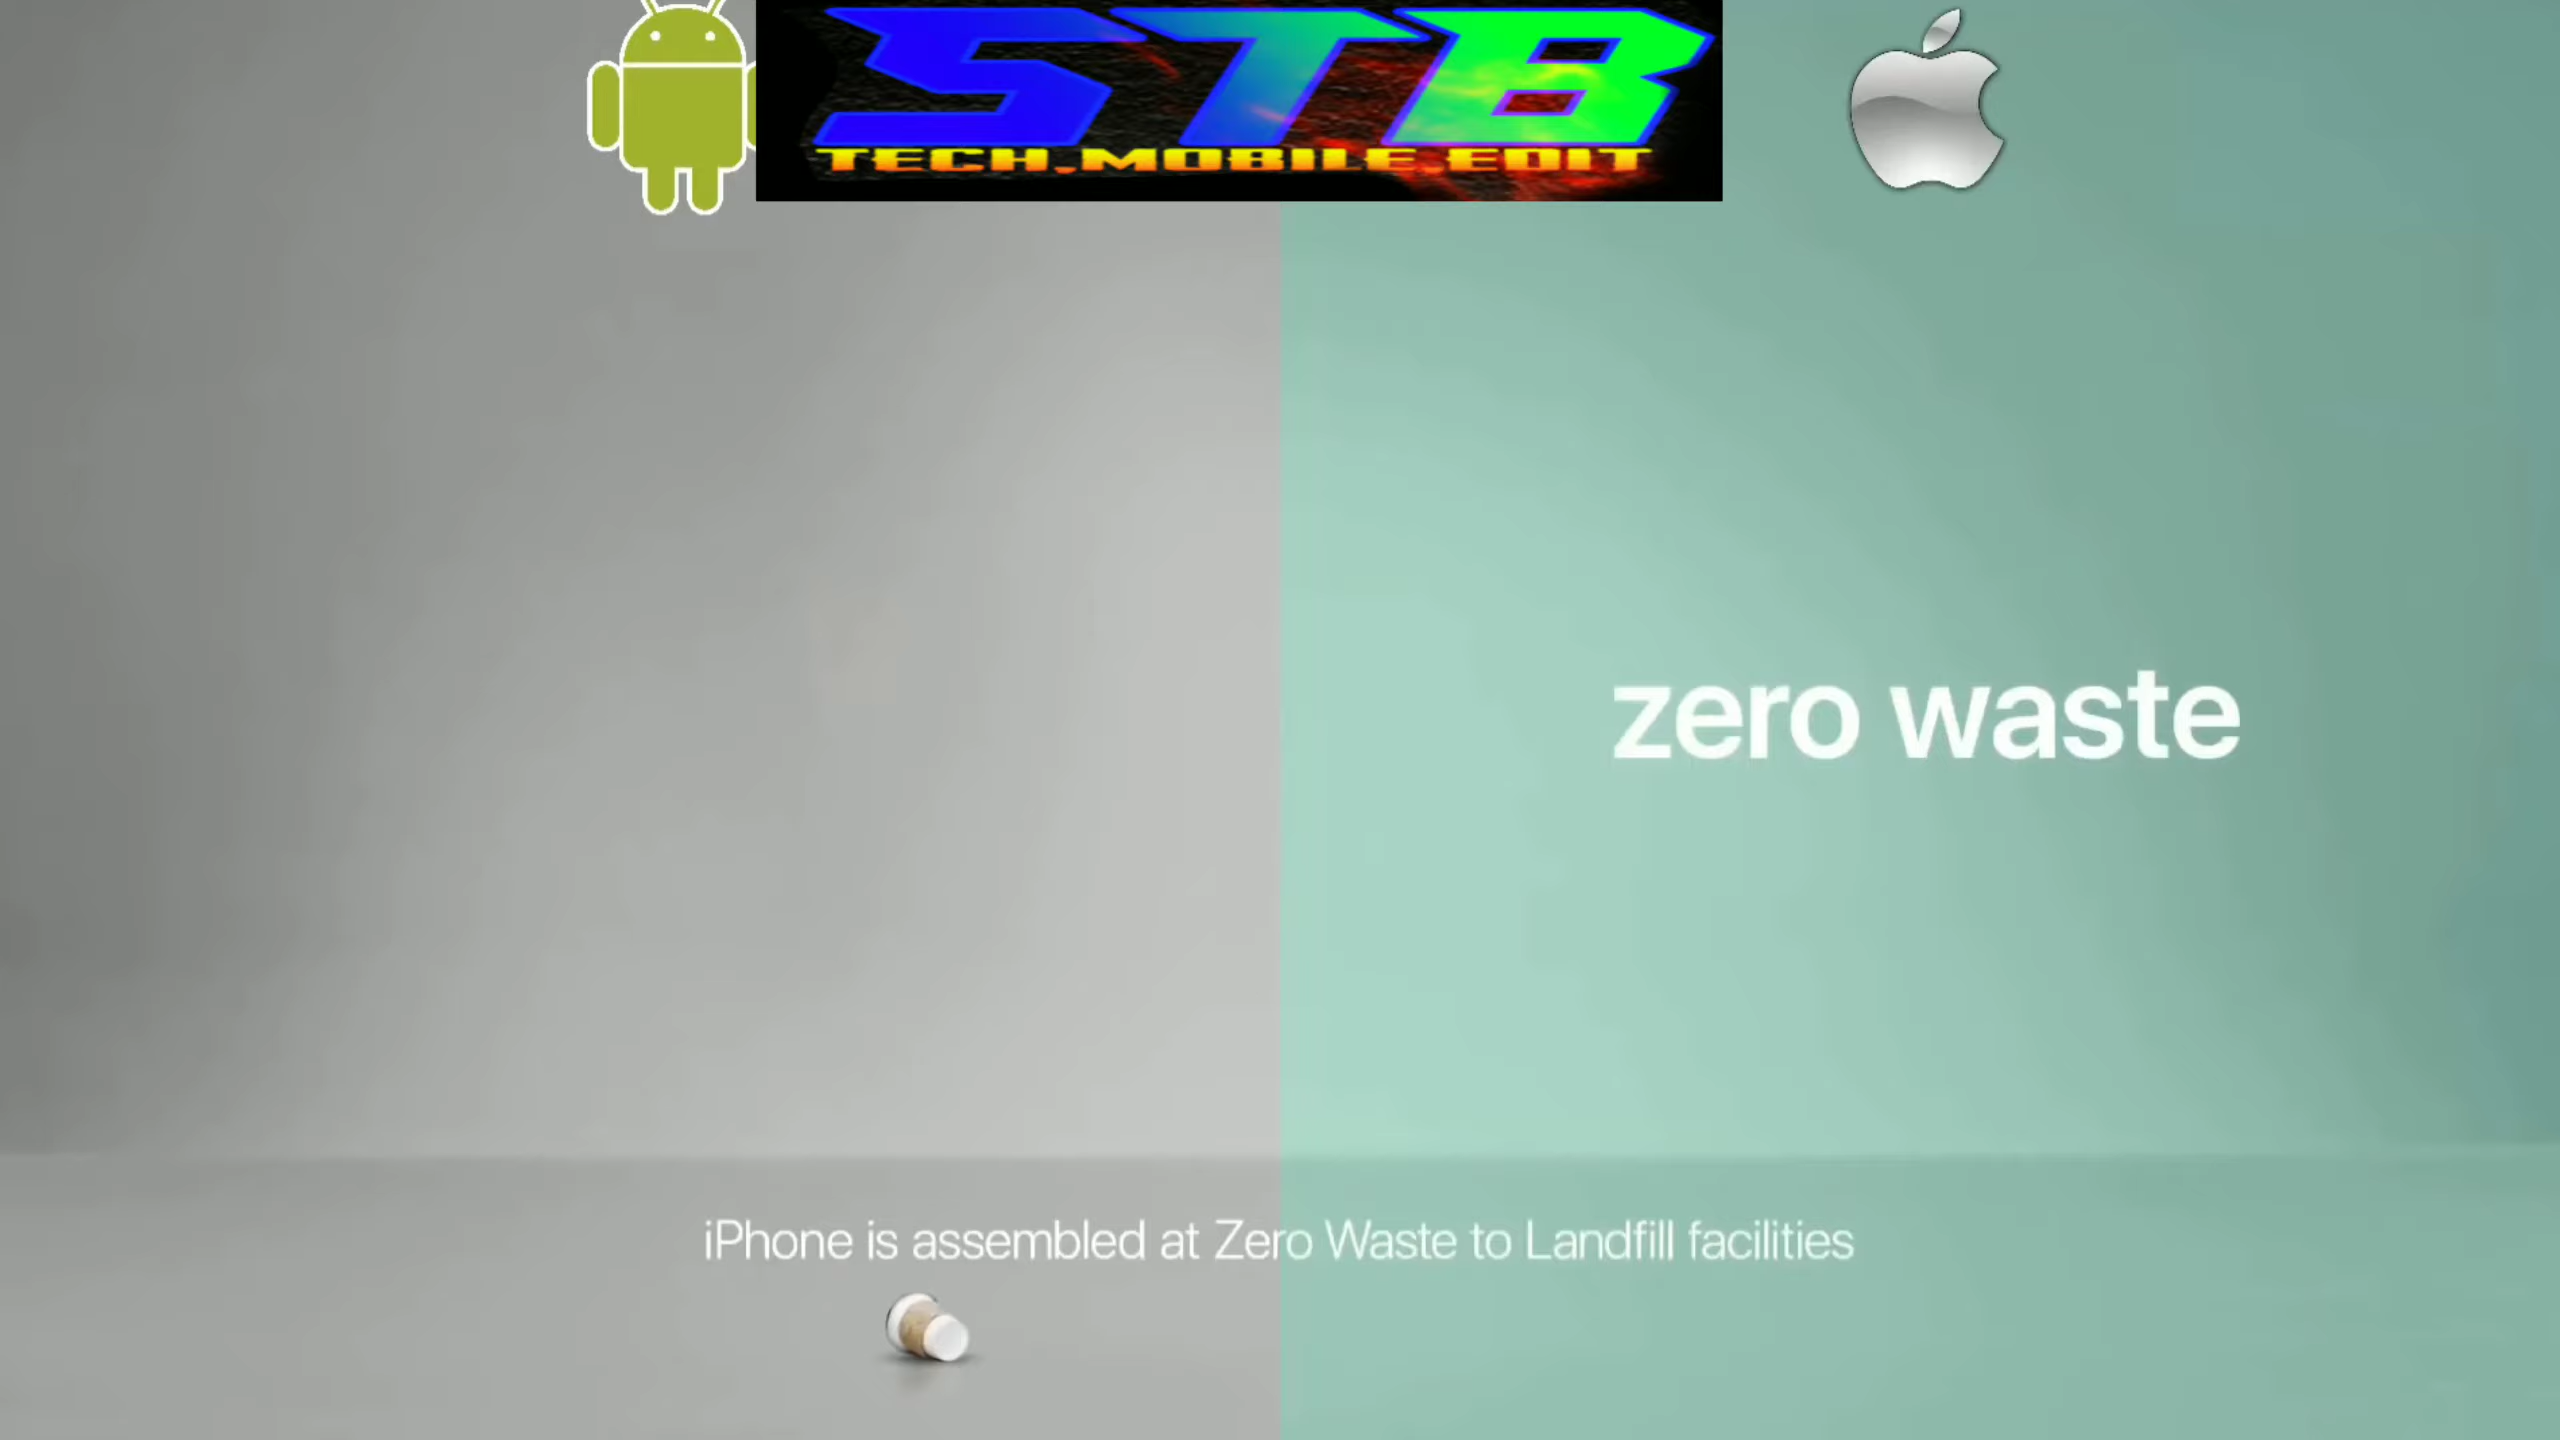 STB
TECH,MOBILE,EDIT
zero waste
iPhone is assembled at Zero Waste to Landfill facilities